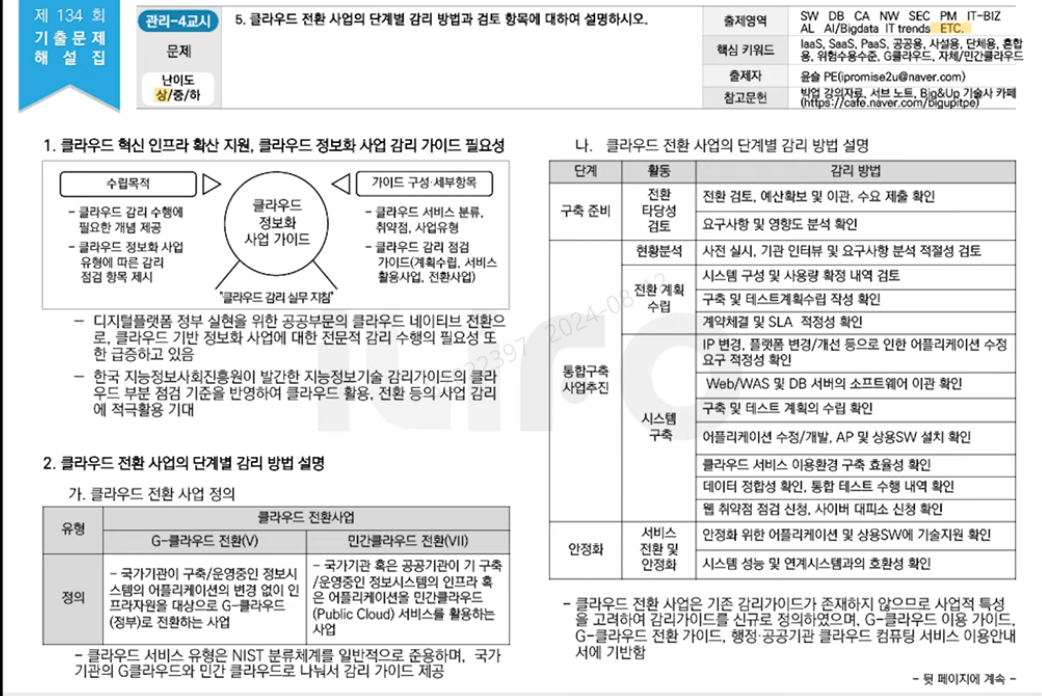 제 134 회
기출문제
해 설 집
관리-4교시
문제
난이도
상/중/하
5. 클라우드 전환 사업의 단계별 감리 방법과 검토 항목에 대하여 설명하시오.
출제영역
SW DB CA NW SEC PM IT-BIZ
AL AI/Bigdata IT trends ETC.
핵심 키워드
IaaS, SaaS, PaaS, 공공용, 사설용, 단체용, 혼합
용, 위험수용수준, G클라우드, 자체/민간클라우드
출제자
윤슬 PE(ipromise2u@naver.com)
참고문헌
빅업 강의자료, 서브 노트, Big&Up 기술사 카페
(https://cafe.naver.com/bigupitpe)
1. 클라우드 혁신 인프라 확산 지원, 클라우드 정보화 사업 감리 가이드 필요성
수립목적
- 클라우드 감리 수행에
필요한 개념 제공
- 클라우드 정보화 사업
유형에 따른 감리
점검 항목 제시
클라우드
정보화
사업 가이드
"클라우드 감리 실무 지침"
가이드 구성·세부항목
- 클라우드 서비스 분류,
취약점, 사업유형
- 클라우드 감리 점검
가이드(계획수립, 서비스
활용사업, 전환사업)
- 디지털플랫폼 정부 실현을 위한 공공부문의 클라우드 네이티브 전환으
로, 클라우드 기반 정보화 사업에 대한 전문적 감리 수행의 필요성 또
한 급증하고 있음
- 한국 지능정보사회진흥원이 발간한 지능정보기술 감리가이드의 클라
우드 부분 점검 기준을 반영하여 클라우드 활용, 전환 등의 사업 감리
에 적극활용 기대
2. 클라우드 전환 사업의 단계별 감리 방법 설명
가. 클라우드 전환 사업 정의
유형
클라우드 전환사업
G-클라우드 전환(V)
민간클라우드 전환(VII)
정의
- 국가기관이 구축/운영중인 정보시
스템의 어플리케이션의 변경 없이 인
프라자원을 대상으로 G-클라우드
(정부)로 전환하는 사업
- 국가기관 혹은 공공기관이 기 구축
/운영중인 정보시스템의 인프라 혹
은 어플리케이션을 민간클라우드
(Public Cloud) 서비스를 활용하는
사업
- 클라우드 서비스 유형은 NIST 분류체계를 일반적으로 준용하며, 국가
기관의 G클라우드와 민간 클라우드로 나눠서 감리 가이드 제공
나. 클라우드 전환 사업의 단계별 감리 방법 설명
단계
활동
감리 방법
구축 준비
전환
타당성
검토
전환 검토, 예산확보 및 이관, 수요 제출 확인
요구사항 및 영향도 분석 확인
통합구축
사업추진
현황분석
사전 실시, 기관 인터뷰 및 요구사항 분석 적절성 검토
전환 계획
수립
시스템 구성 및 사용량 확정 내역 검토
구축 및 테스트계획수립 작성 확인
계약체결 및 SLA 적정성 확인
시스템
구축
IP 변경, 플랫폼 변경/개선 등으로 인한 어플리케이션 수정
요구 적정성 확인
Web/WAS 및 DB 서버의 소프트웨어 이관 확인
구축 및 테스트 계획의 수립 확인
어플리케이션 수정/개발, AP 및 상용SW 설치 확인
클라우드 서비스 이용환경 구축 효율성 확인
데이터 정합성 확인, 통합 테스트 수행 내역 확인
웹 취약점 점검 신청, 사이버 대피소 신청 확인
안정화
서비스
전환 및
안정화
안정화 위한 어플리케이션 및 상용SW에 기술지원 확인
시스템 성능 및 연계시스템과의 호환성 확인
- 클라우드 전환 사업은 기존 감리가이드가 존재하지 않으므로 사업적 특성
을 고려하여 감리가이드를 신규로 정의하였으며, G-클라우드 이용 가이드,
G-클라우드 전환 가이드, 행정·공공기관 클라우드 컴퓨팅 서비스 이용안내
서에 기반함
- 뒷 페이지에 계속 -